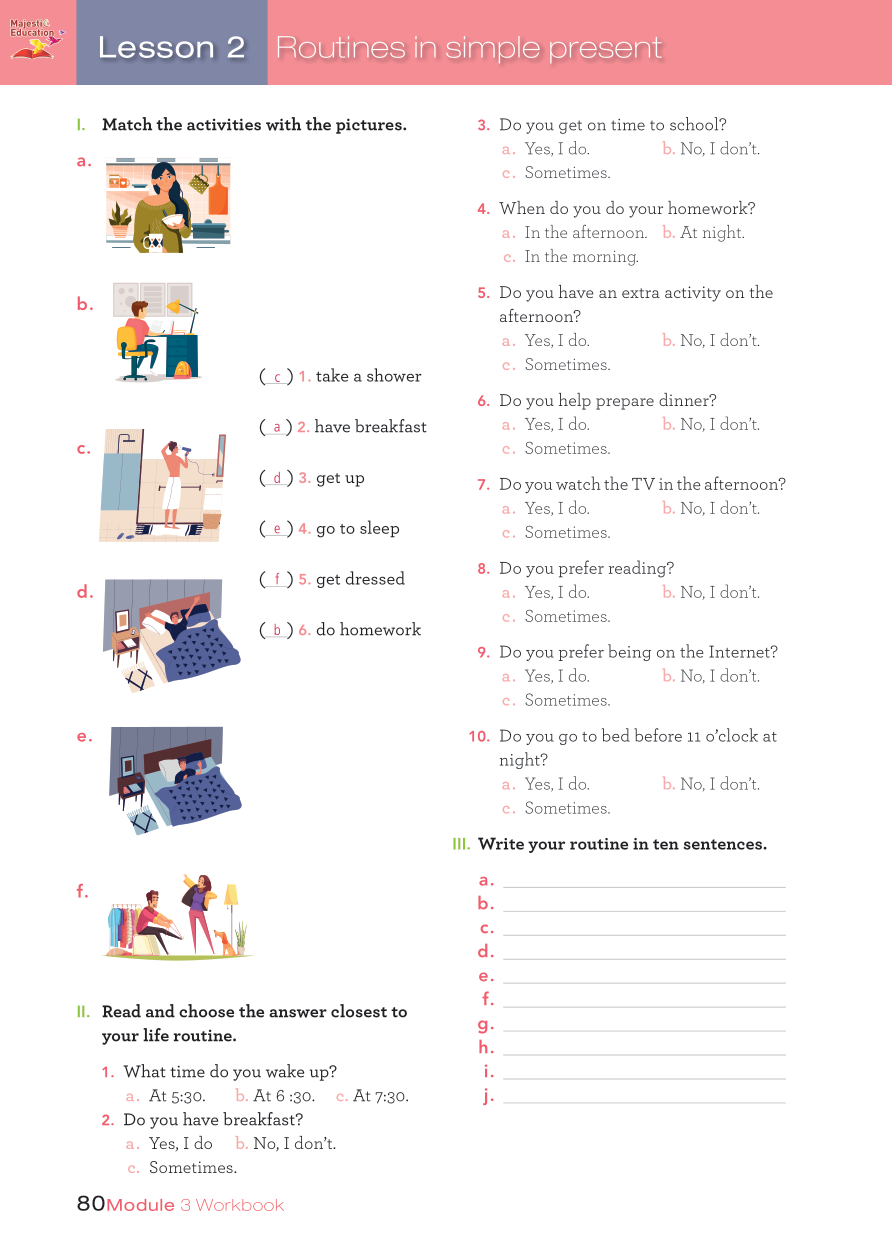 Majestic
Education
Lesson 2
Routines in simple present
I. Match the activities with the pictures.
a.
b.
c.
d.
e.
f.
( c ) 1. take a shower
( a ) 2. have breakfast
( d ) 3. get up
( e ) 4. go to sleep
( f ) 5. get dressed
( b ) 6. do homework
II. Read and choose the answer closest to
your life routine.
1. What time do you wake up?
a. At 5:30. b. At 6 :30. c. At 7:30.
2. Do you have breakfast?
a. Yes, I do b. No, I don't.
c. Sometimes.
3. Do you get on time to school?
a. Yes, I do. b. No, I don't.
c. Sometimes.
4. When do you do your homework?
a. In the afternoon. b. At night.
c. In the morning.
5. Do you have an extra activity on the
afternoon?
a. Yes, I do. b. No, I don't.
c. Sometimes.
6. Do you help prepare dinner?
a. Yes, I do. b. No, I don't.
c. Sometimes.
7. Do you watch the TV in the afternoon?
a. Yes, I do. b. No, I don't.
c. Sometimes.
8. Do you prefer reading?
a. Yes, I do. b. No, I don't.
c. Sometimes.
9. Do you prefer being on the Internet?
a. Yes, I do. b. No, I don't.
c. Sometimes.
10. Do you go to bed before 11 o'clock at
night?
a. Yes, I do. b. No, I don't.
c. Sometimes.
III. Write your routine in ten sentences.
a.
b.
c.
d.
e.
f.
g.
h.
i.
j.
80Module 3 Workbook